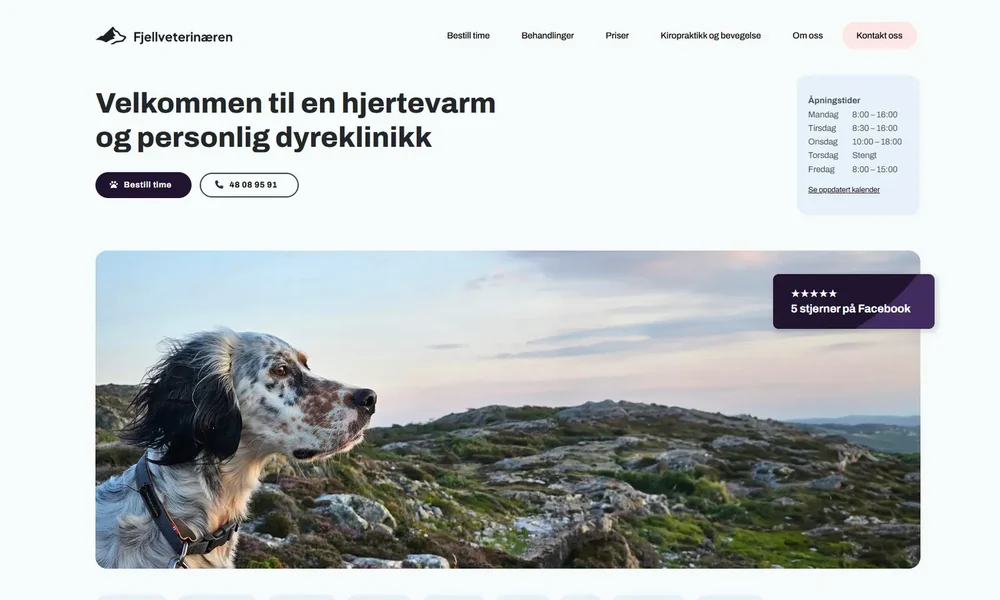 Fjellveterinæren
Bestill time
Behandlinger
Priser
Kiropraktikk og bevegelse
Om oss
Kontakt oss
Velkommen til en hjertevarm
og personlig dyreklinikk
Bestill time
48 08 95 91
Åpningstider
Mandag 8:00 – 16:00
Tirsdag 8:30 – 16:00
Onsdag 10:00 – 18:00
Torsdag Stengt
Fredag 8:00 – 15:00
Se oppdatert kalender
★★★★★
5 stjerner på Facebook